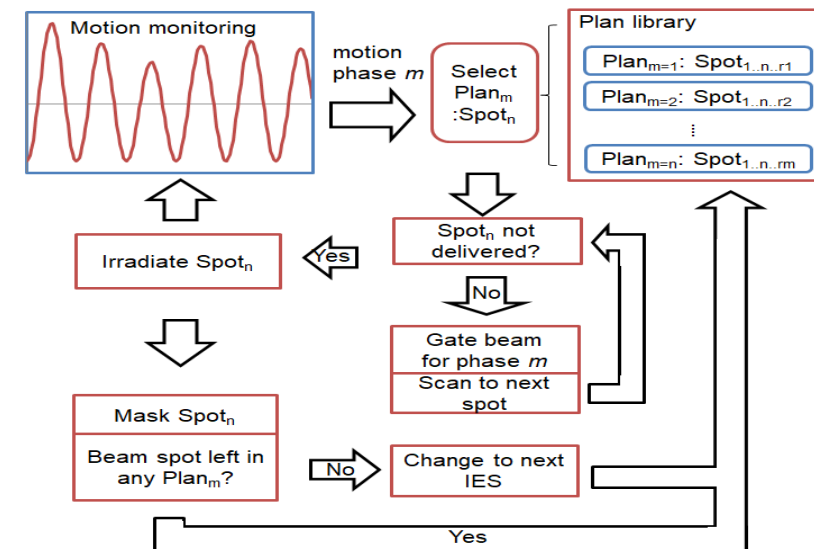 Motion monitoring
motion
phase m
Select
Planm
:Spotn
Plan library
Planm=1: Spot1..n..r1
Planm=2: Spot1..n..r2
⁞
Planm=n: Spot1..n..rm
Spotn not
delivered?
Yes
Irradiate Spotn
No
Gate beam
for phase m
Scan to next
spot
Mask Spotn
Beam spot left in
any Planm?
No
Change to next
IES
Yes